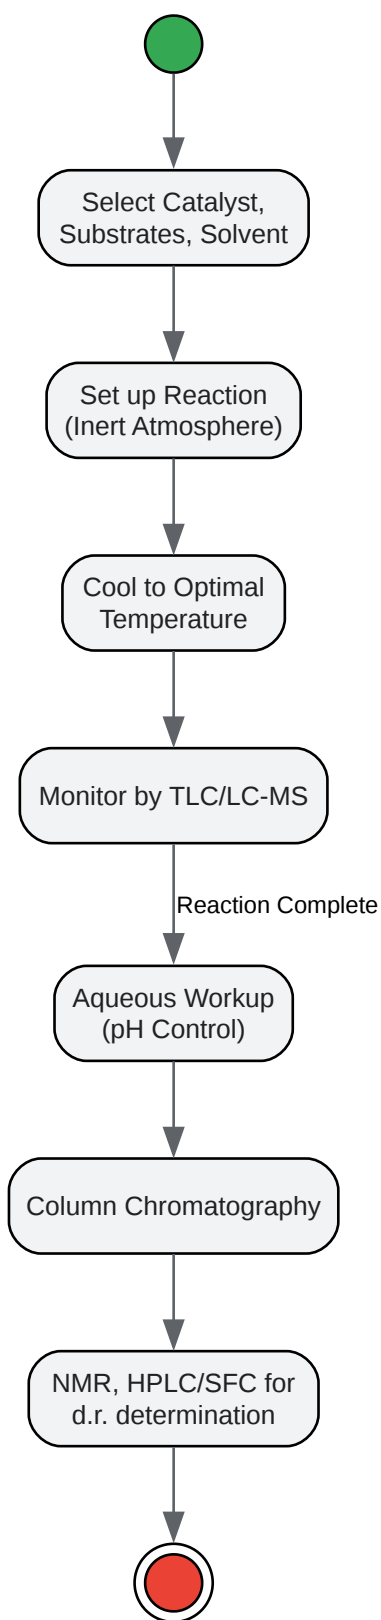 Select Catalyst,
Substrates, Solvent
Set up Reaction
(Inert Atmosphere)
Cool to Optimal
Temperature
Monitor by TLC/LC-MS
Reaction Complete
Aqueous Workup
(pH Control)
Column Chromatography
NMR, HPLC/SFC for
d.r. determination